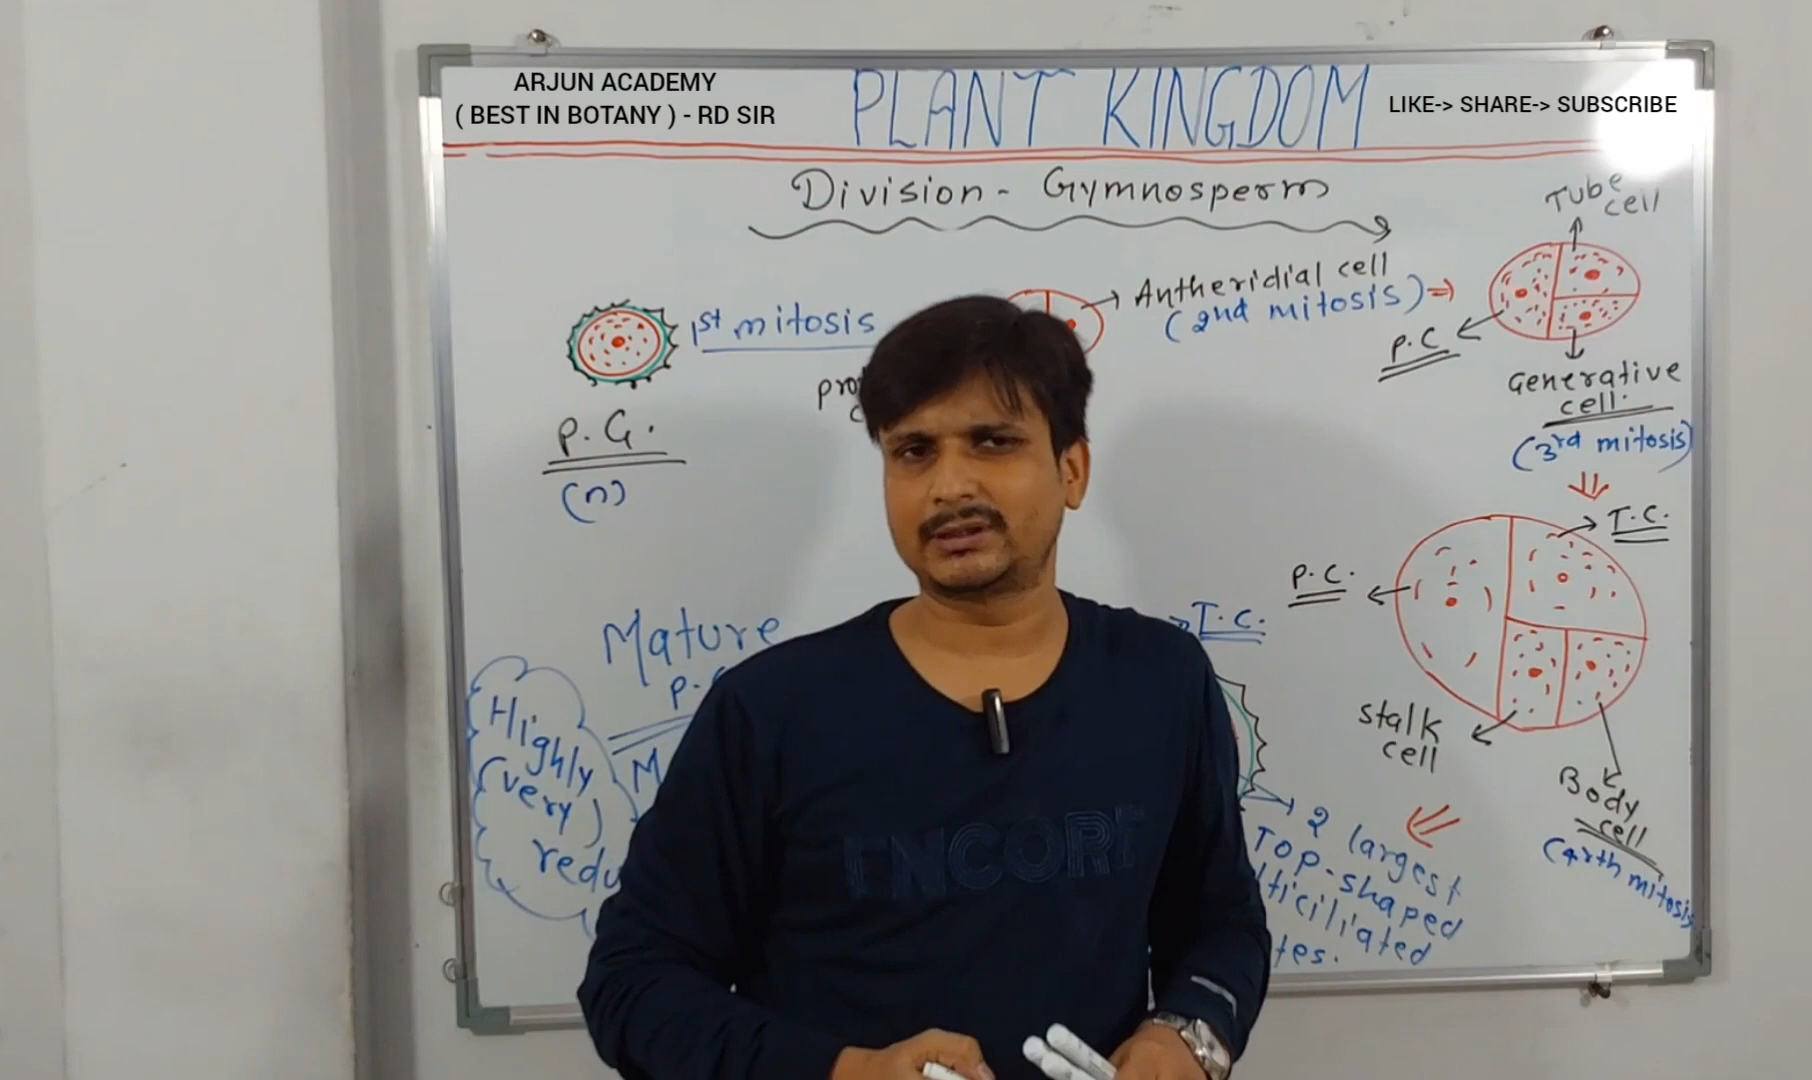 ARJUN ACADEMY
( BEST IN BOTANY ) - RD SIR
PLANT KINGDOM
LIKE-> SHARE-> SUBSCRIBE
Division - Gymnosperm
Tube
cell
1st mitosis
Antheridial cell
(2nd mitosis)
P.C
Generative
cell.
(3rd mitosis)
P.G.
(n)
T.C.
P.C.
Mature
T.C.
stalk
cell
Body
cell
(4rth mitosis
Highly
(very)
2 largest
Top-shaped
ciliated
ENCORE